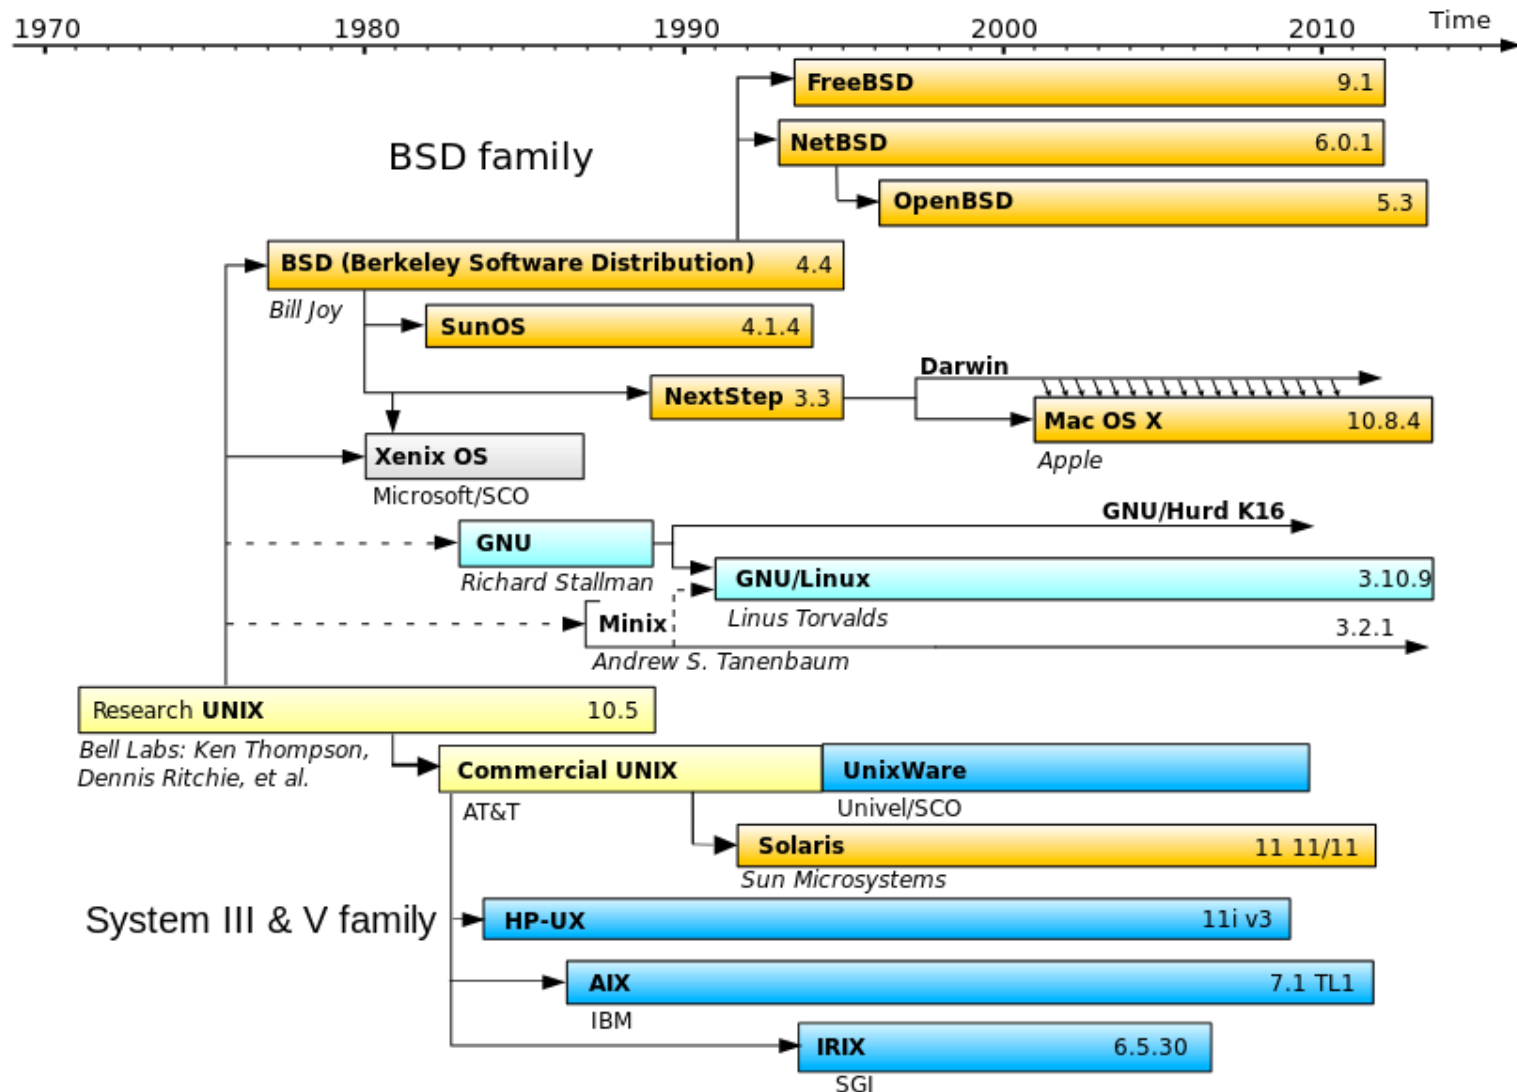 1970 1980 1990 2000 2010 Time
FreeBSD 9.1
BSD family
NetBSD 6.0.1
OpenBSD 5.3
BSD (Berkeley Software Distribution) 4.4
Bill Joy
SunOS 4.1.4
Darwin
NextStep 3.3
Mac OS X 10.8.4
Apple
Xenix OS
Microsoft/SCO
GNU/Hurd K16
GNU
Richard Stallman
GNU/Linux 3.10.9
Linus Torvalds
Minix 3.2.1
Andrew S. Tanenbaum
Research UNIX 10.5
Bell Labs: Ken Thompson,
Dennis Ritchie, et al.
Commercial UNIX
AT&T
UnixWare
Univel/SCO
Solaris 11 11/11
Sun Microsystems
System III & V family
HP-UX 11i v3
AIX 7.1 TL1
IBM
IRIX 6.5.30
SGI